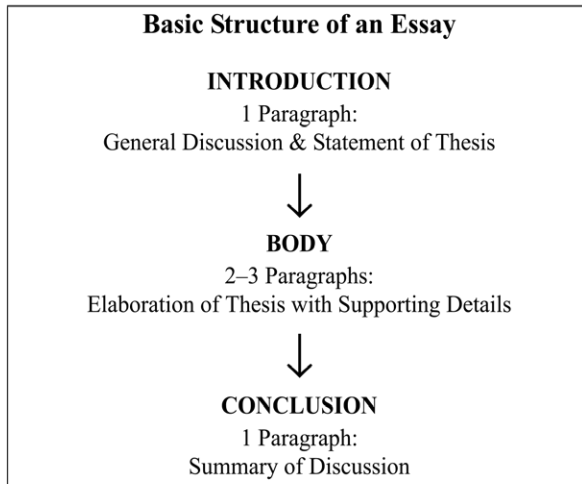 Basic Structure of an Essay
INTRODUCTION
1 Paragraph:
General Discussion & Statement of Thesis
BODY
2–3 Paragraphs:
Elaboration of Thesis with Supporting Details
CONCLUSION
1 Paragraph:
Summary of Discussion